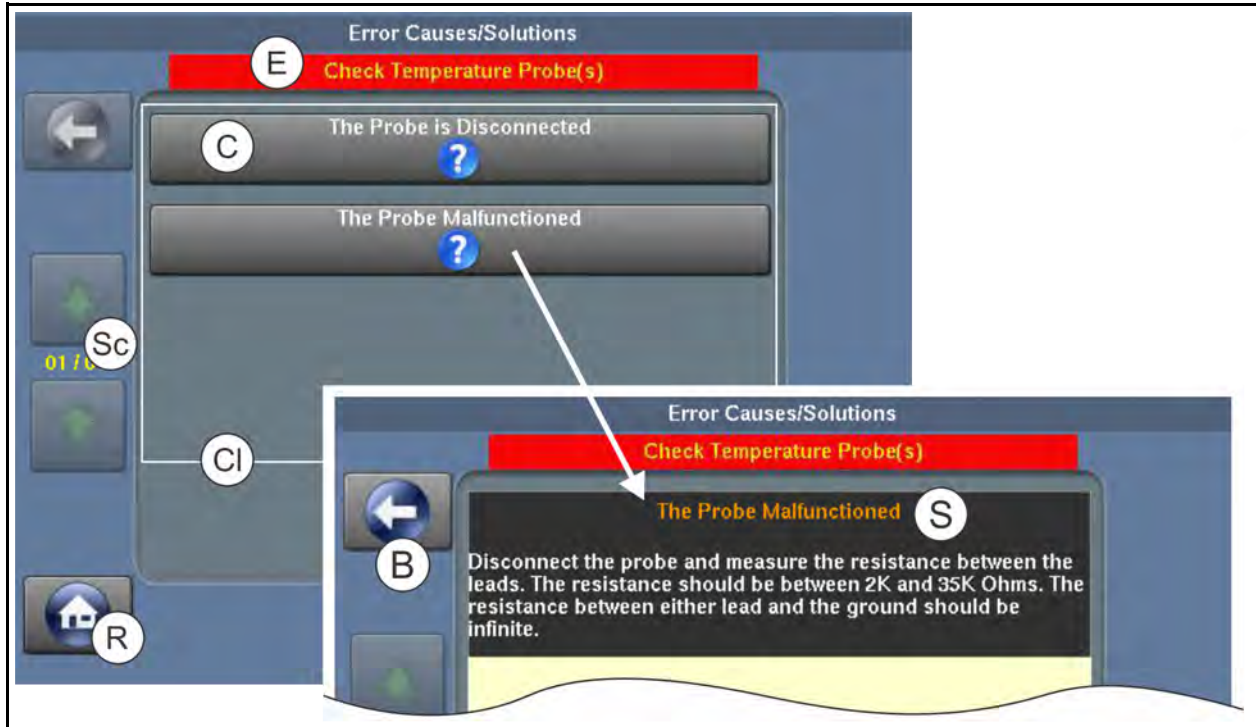 Error Causes/Solutions
E
Check Temperature Probe(s)
C
The Probe is Disconnected
?
The Probe Malfunctioned
?
Sc
01 /
Cl
R
Error Causes/Solutions
Check Temperature Probe(s)
B
The Probe Malfunctioned
S
Disconnect the probe and measure the resistance between the
leads. The resistance should be between 2K and 35K Ohms. The
resistance between either lead and the ground should be
infinite.